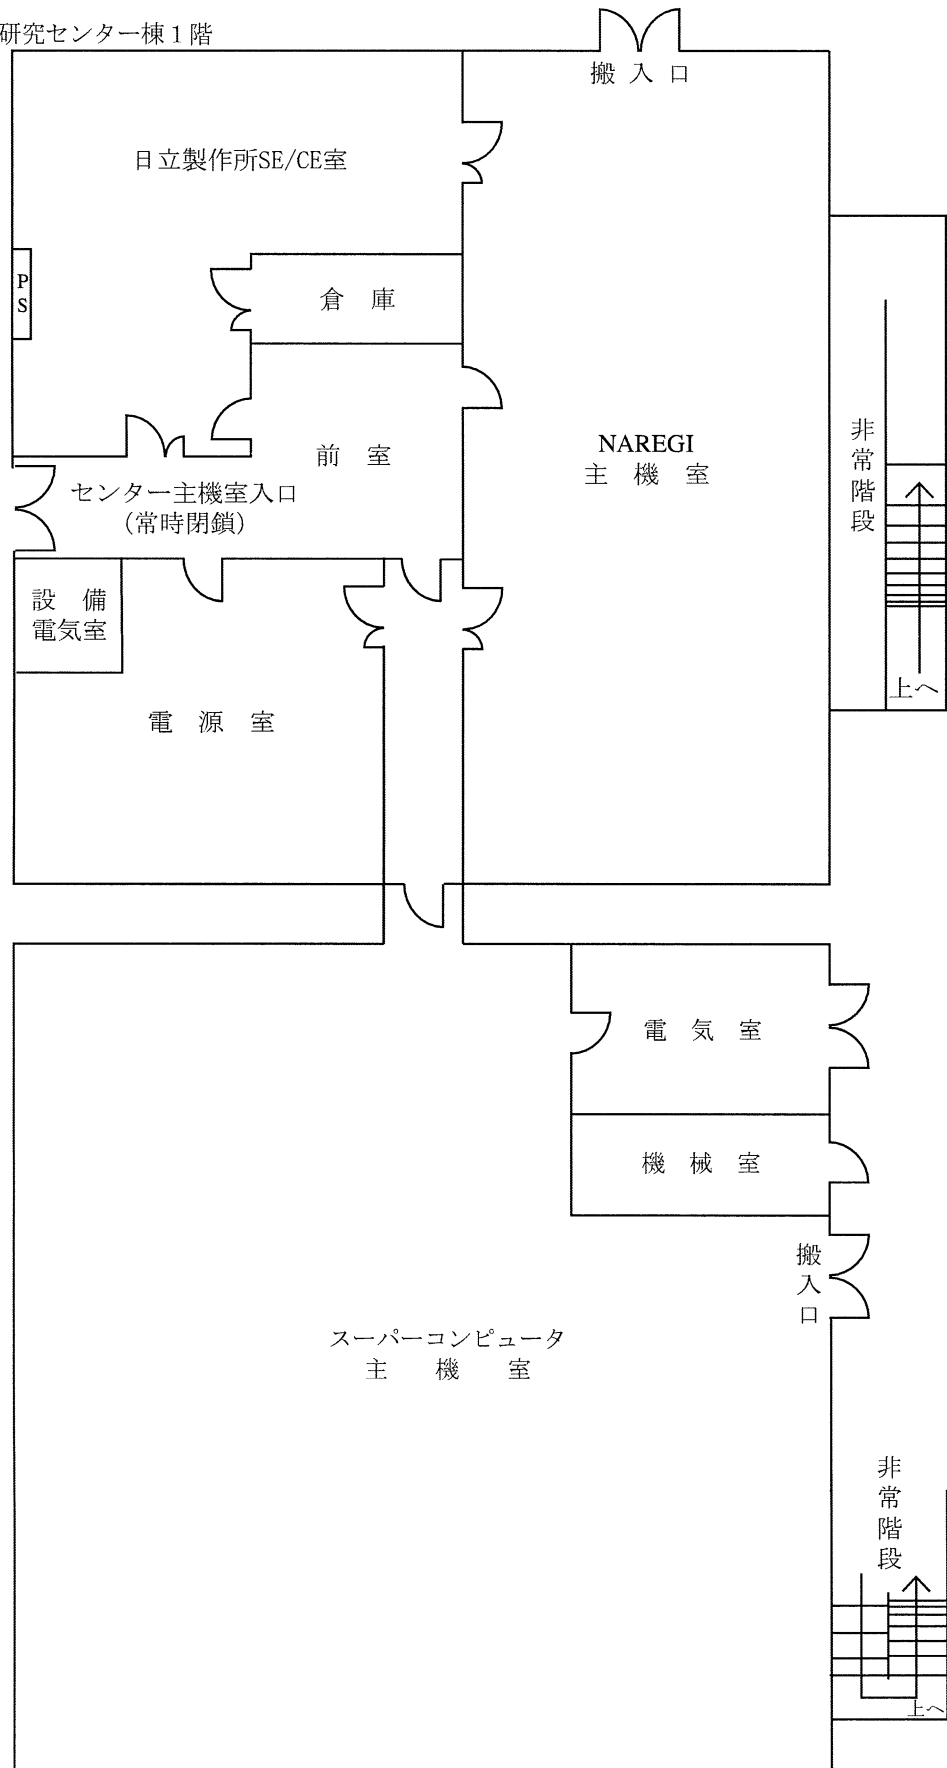 研究センター棟1階
搬 入 口
日立製作所SE/CE室
PS
倉 庫
前 室
NAREGI
主 機 室
非常階段
センター主機室入口
(常時閉鎖)
設 備
電気室
上へ
電 源 室
電 気 室
機 械 室
搬入口
スーパーコンピュータ
主 機 室
非常階段
上へ